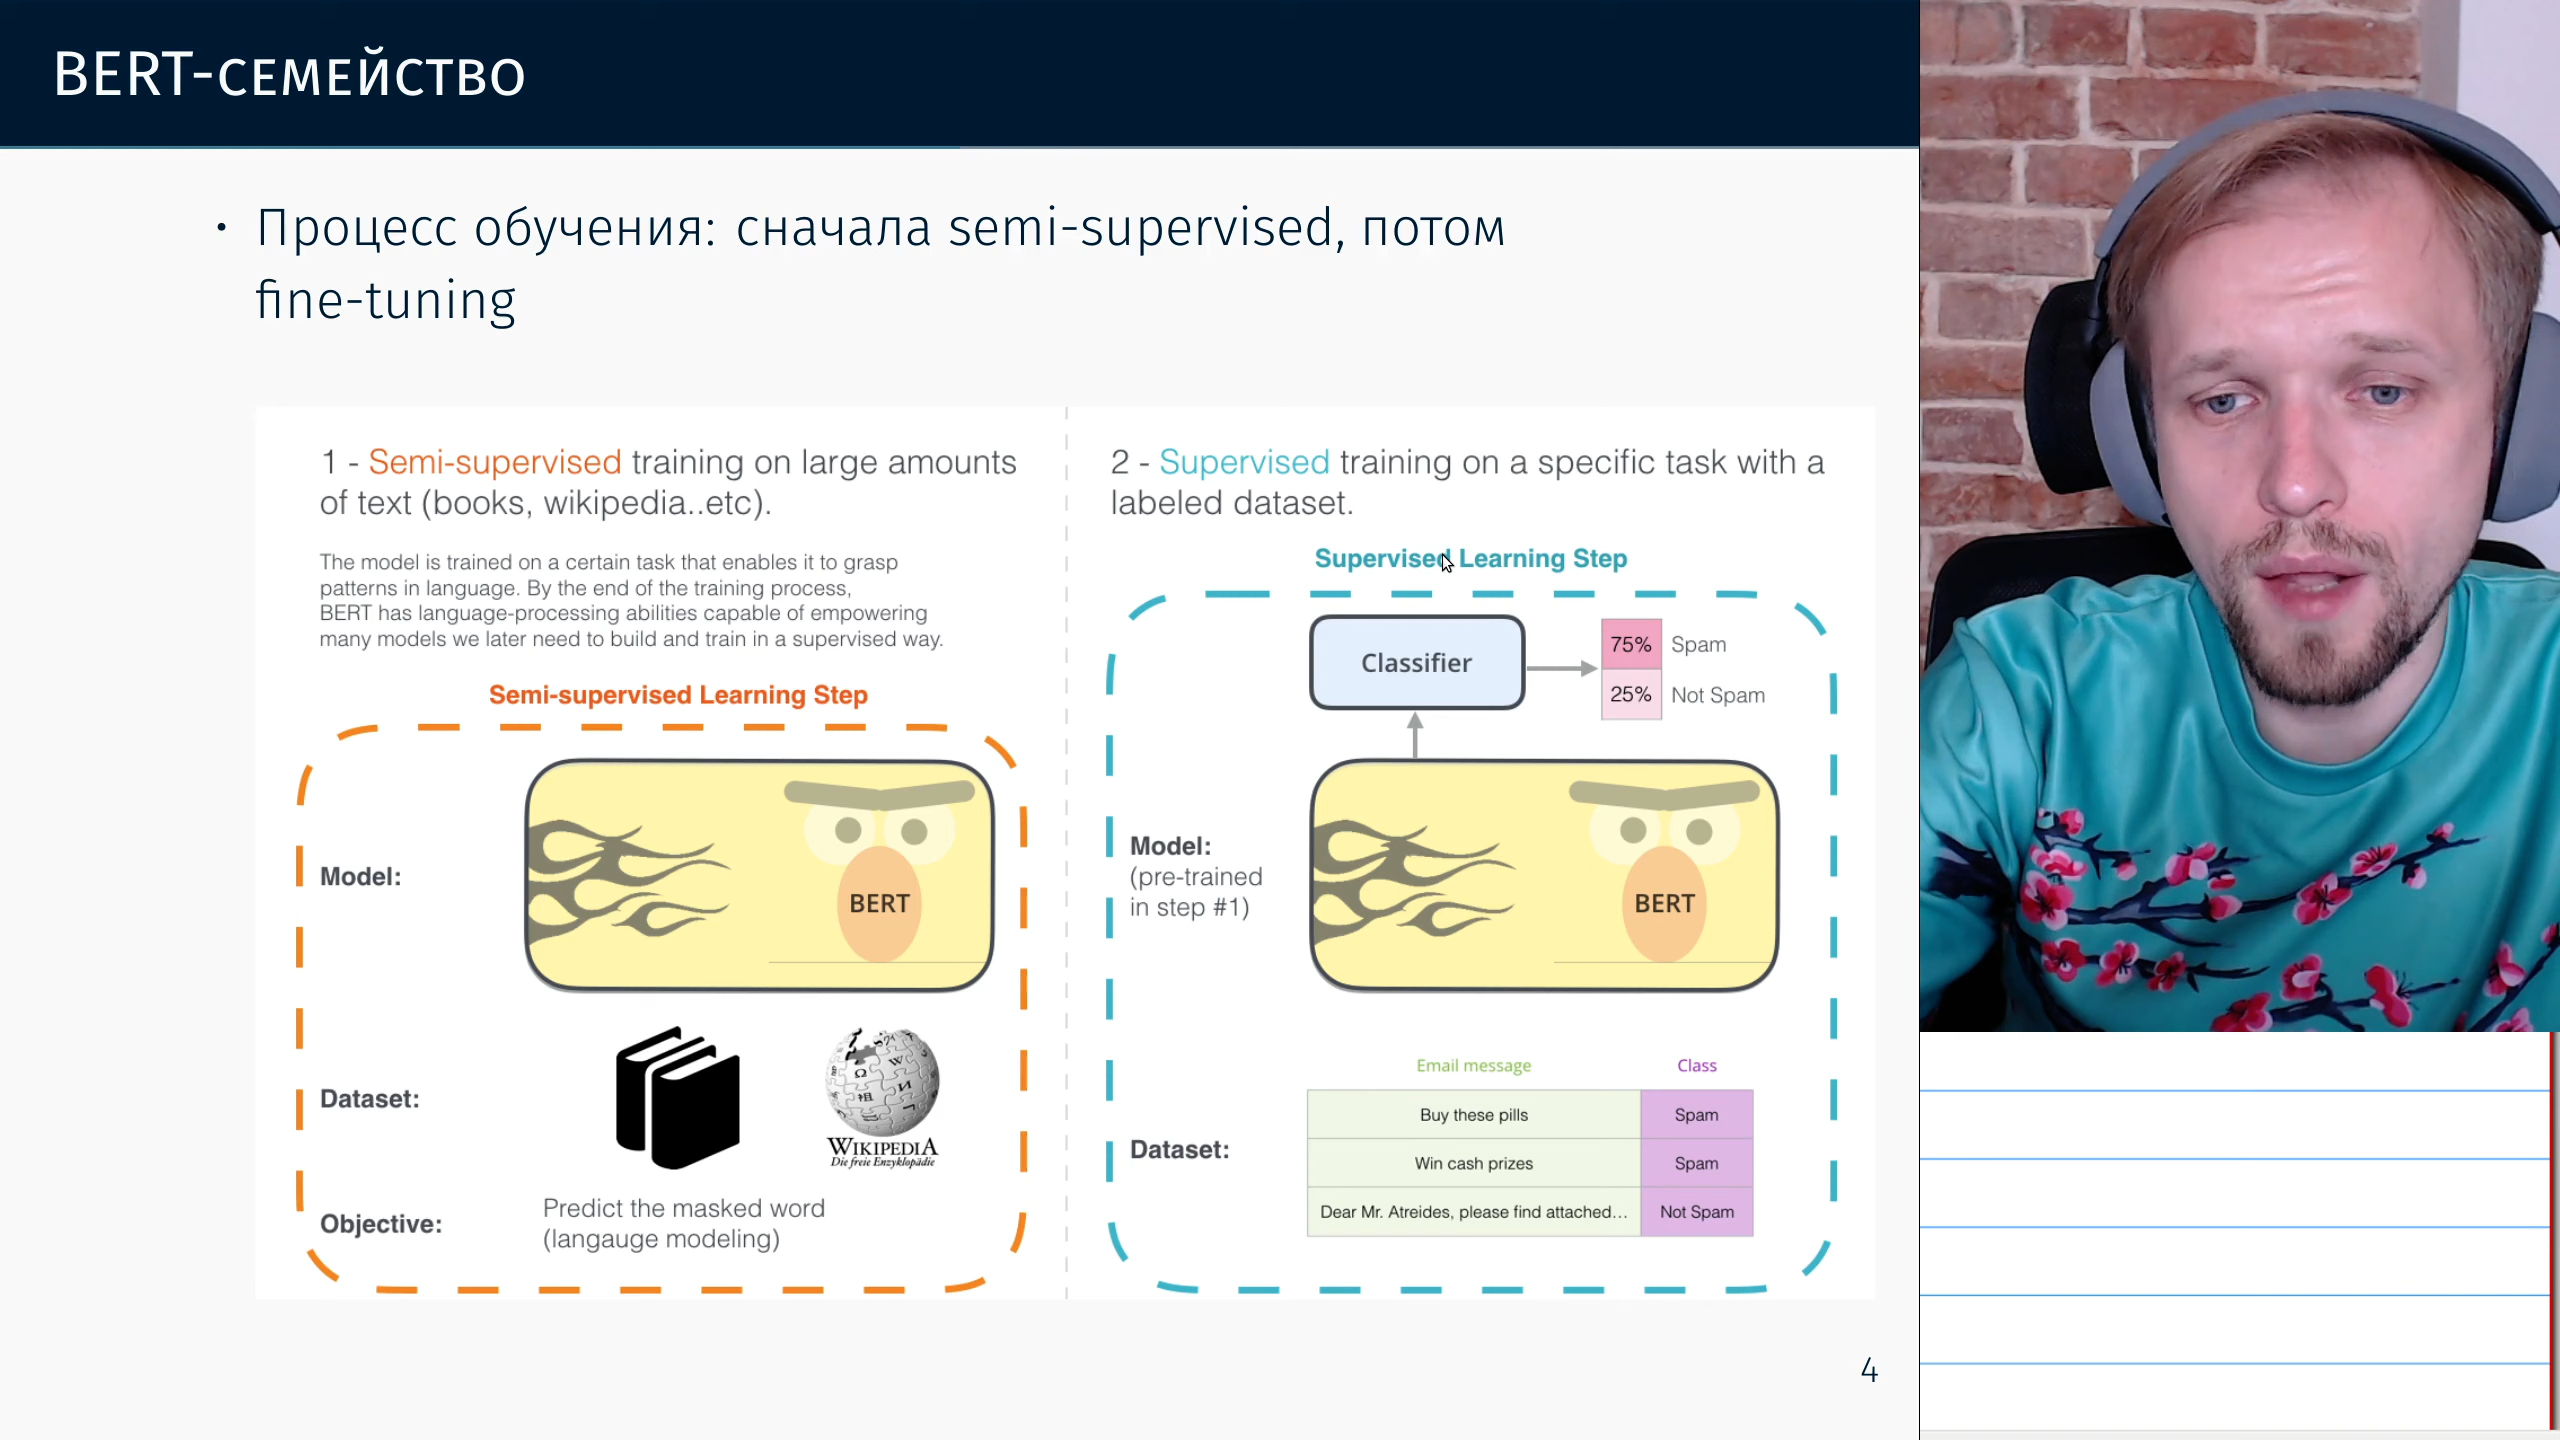 BERT-семейство
• Процесс обучения: сначала semi-supervised, потом
fine-tuning
1 - Semi-supervised training on large amounts
of text (books, wikipedia..etc).
The model is trained on a certain task that enables it to grasp
patterns in language. By the end of the training process,
BERT has language-processing abilities capable of empowering
many models we later need to build and train in a supervised way.
Semi-supervised Learning Step
Model:
BERT
Dataset:
WIKIPEDIA
Die freie Enzyklopädie
Objective:
Predict the masked word
(langauge modeling)
2 - Supervised training on a specific task with a
labeled dataset.
Supervised Learning Step
Classifier
75% Spam
25% Not Spam
Model:
(pre-trained
in step #1)
BERT
Dataset:
Email message Class
Buy these pills Spam
Win cash prizes Spam
Dear Mr. Atreides, please find attached... Not Spam
4